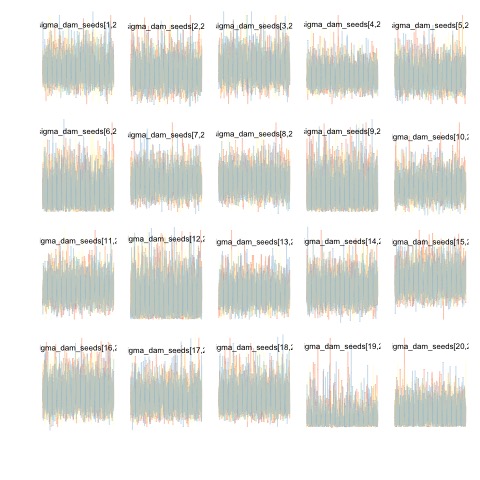 igma_dam_seeds[1,2
igma_dam_seeds[2,2
igma_dam_seeds[3,2
igma_dam_seeds[4,2
igma_dam_seeds[5,2
igma_dam_seeds[6,2
igma_dam_seeds[7,2
igma_dam_seeds[8,2
igma_dam_seeds[9,2
gma_dam_seeds[10,2
gma_dam_seeds[11,2
gma_dam_seeds[12,2
gma_dam_seeds[13,2
gma_dam_seeds[14,2
gma_dam_seeds[15,2
gma_dam_seeds[16,2
gma_dam_seeds[17,2
gma_dam_seeds[18,2
gma_dam_seeds[19,2
gma_dam_seeds[20,2